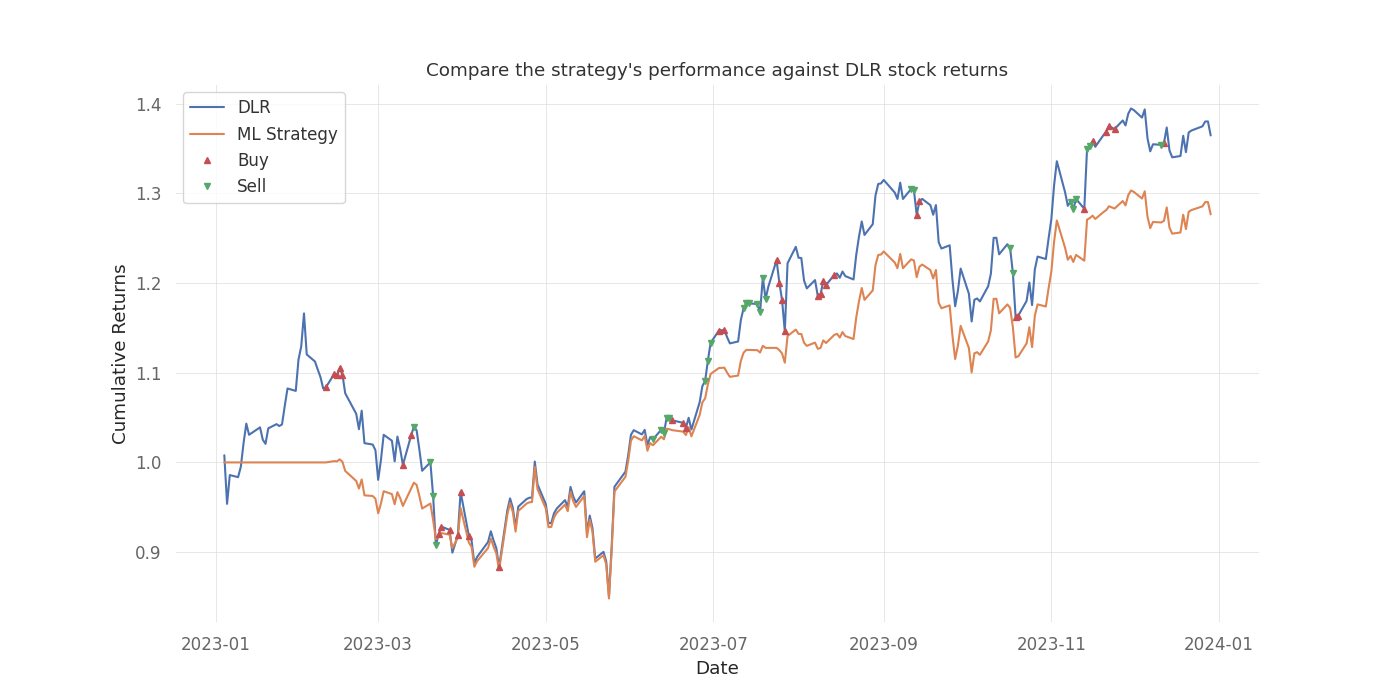 Compare the strategy's performance against DLR stock returns
DLR
ML Strategy
Buy
Sell
Cumulative Returns
1.4
1.3
1.2
1.1
1.0
0.9
2023-01
2023-03
2023-05
2023-07
2023-09
2023-11
2024-01
Date